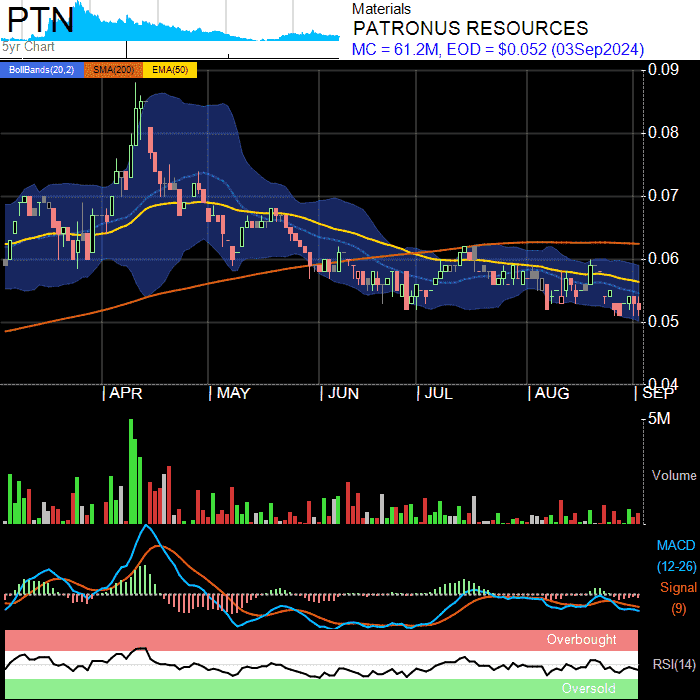 PTN
5yr Chart
Materials
PATRONUS RESOURCES
MC = 61.2M, EOD = $0.052 (03Sep2024)
BollBands(20,2) SMA(200) EMA(50)
0.09
0.08
0.07
0.06
0.05
0.04
APR MAY JUN JUL AUG SEP
5M
Volume
MACD
(12-26)
Signal
(9)
Overbought
RSI(14)
Oversold